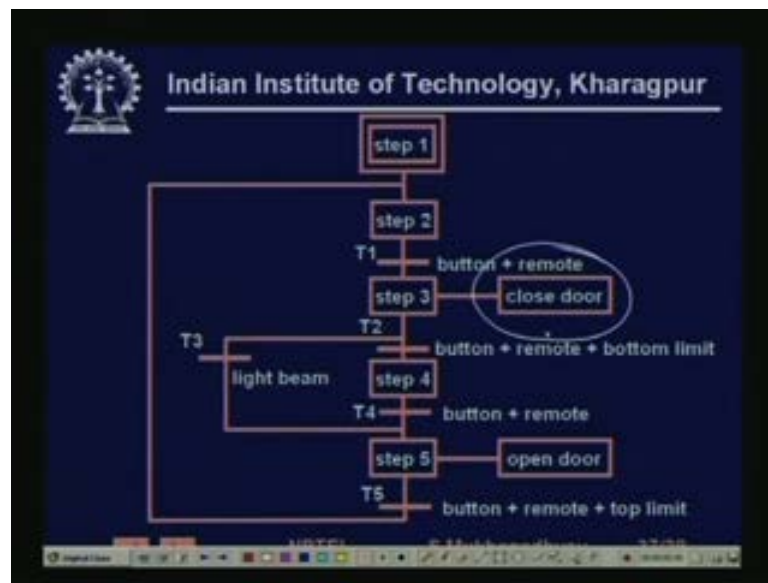 Indian Institute of Technology, Kharagpur
step 1
step 2
T1
button + remote
step 3
close door
T2
T3
button + remote + bottom limit
light beam
step 4
T4
button + remote
step 5
open door
T5
button + remote + top limit
NPTEL